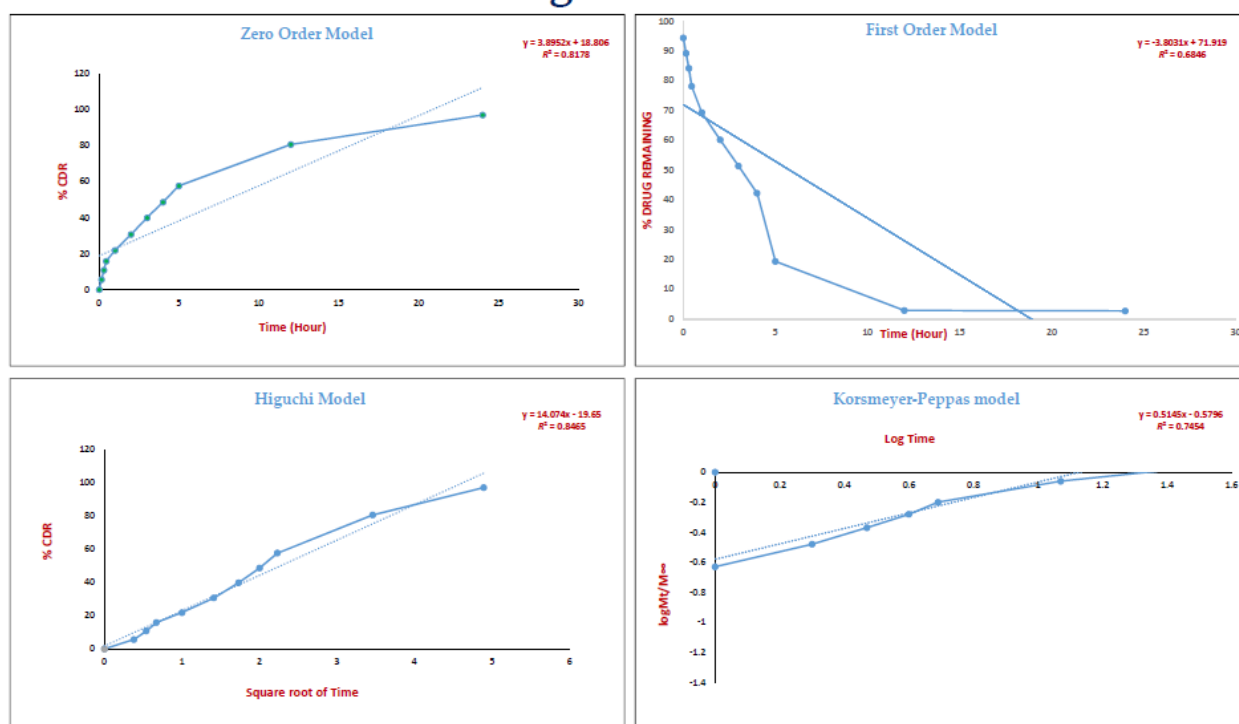 g
Zero Order Model
y = 3.8952x + 18.806
R² = 0.8178
% CDR
120
100
80
60
40
20
0
0 5 10 15 20 25 30
Time (Hour)
First Order Model
y = -3.8031x + 71.919
R² = 0.6846
% DRUG REMAINING
100
90
80
70
60
50
40
30
20
10
0
0 5 10 15 20 25 30
Time (Hour)
Higuchi Model
y = 14.074x - 19.65
R² = 0.8465
% CDR
120
100
80
60
40
20
0
0 1 2 3 4 5 6
Square root of Time
Korsmeyer-Peppas model
y = 0.5145x - 0.5796
R² = 0.7454
Log Time
logMt/M∞
0
0 0.2 0.4 0.6 0.8 1 1.2 1.4 1.6
-0.2
-0.4
-0.6
-0.8
-1
-1.2
-1.4